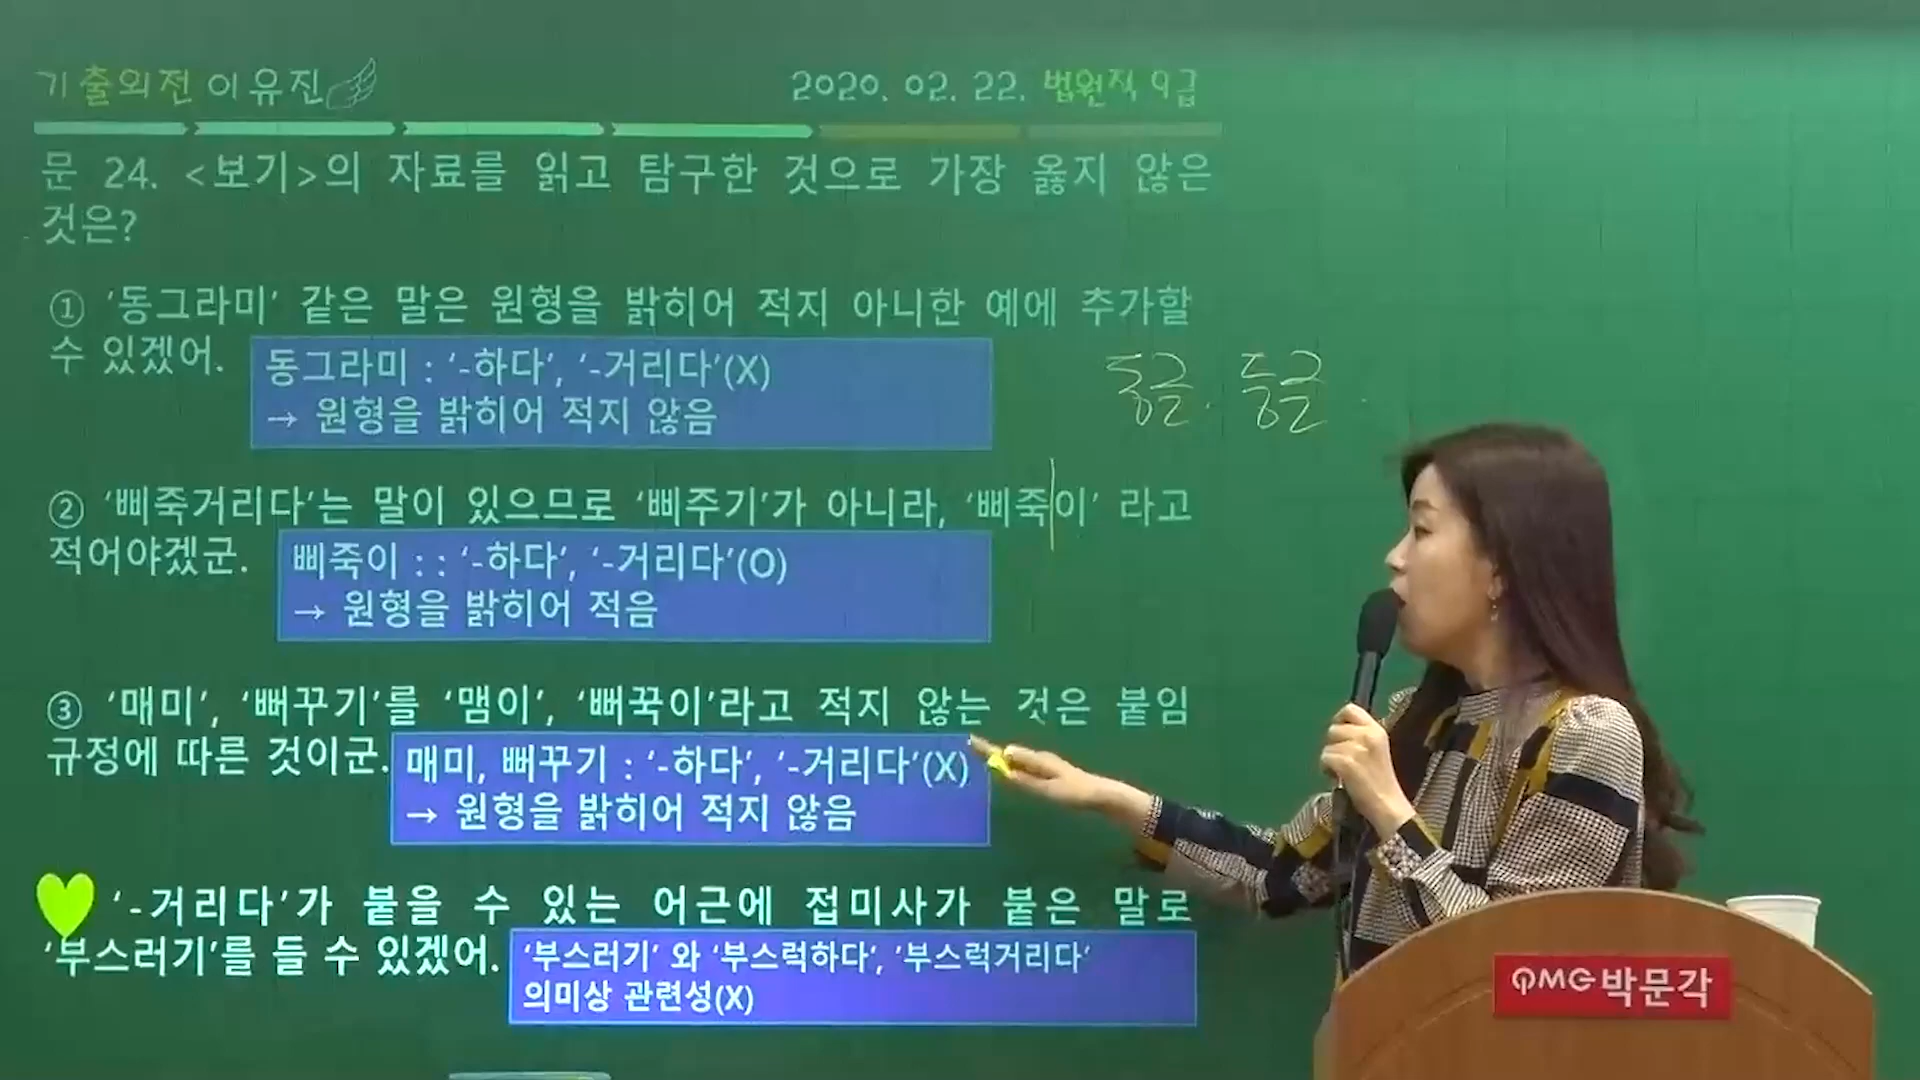 기출외전 이유진
2020. 02. 22. 법원직 9급
문 24. <보기>의 자료를 읽고 탐구한 것으로 가장 옳지 않은
것은?
① ‘동그라미’ 같은 말은 원형을 밝히어 적지 아니한 예에 추가할
수 있겠어.
동그라미 : ‘-하다’, ‘-거리다’(X)
→ 원형을 밝히어 적지 않음
동글. 둥글
② ‘삐죽거리다’는 말이 있으므로 ‘삐주기’가 아니라, ‘삐죽이’ 라고
적어야겠군.
삐죽이 : : ‘-하다’, ‘-거리다’(O)
→ 원형을 밝히어 적음
③ ‘매미’, ‘뻐꾸기’를 ‘맴이’, ‘뻐꾹이’라고 적지 않는 것은 붙임
규정에 따른 것이군.
매미, 뻐꾸기 : ‘-하다’, ‘-거리다’(X)
→ 원형을 밝히어 적지 않음
‘-거리다’가 붙을 수 있는 어근에 접미사가 붙은 말로
‘부스러기’를 들 수 있겠어.
‘부스러기’ 와 ‘부스럭하다’, ‘부스럭거리다’
의미상 관련성(X)
PMG 박문각